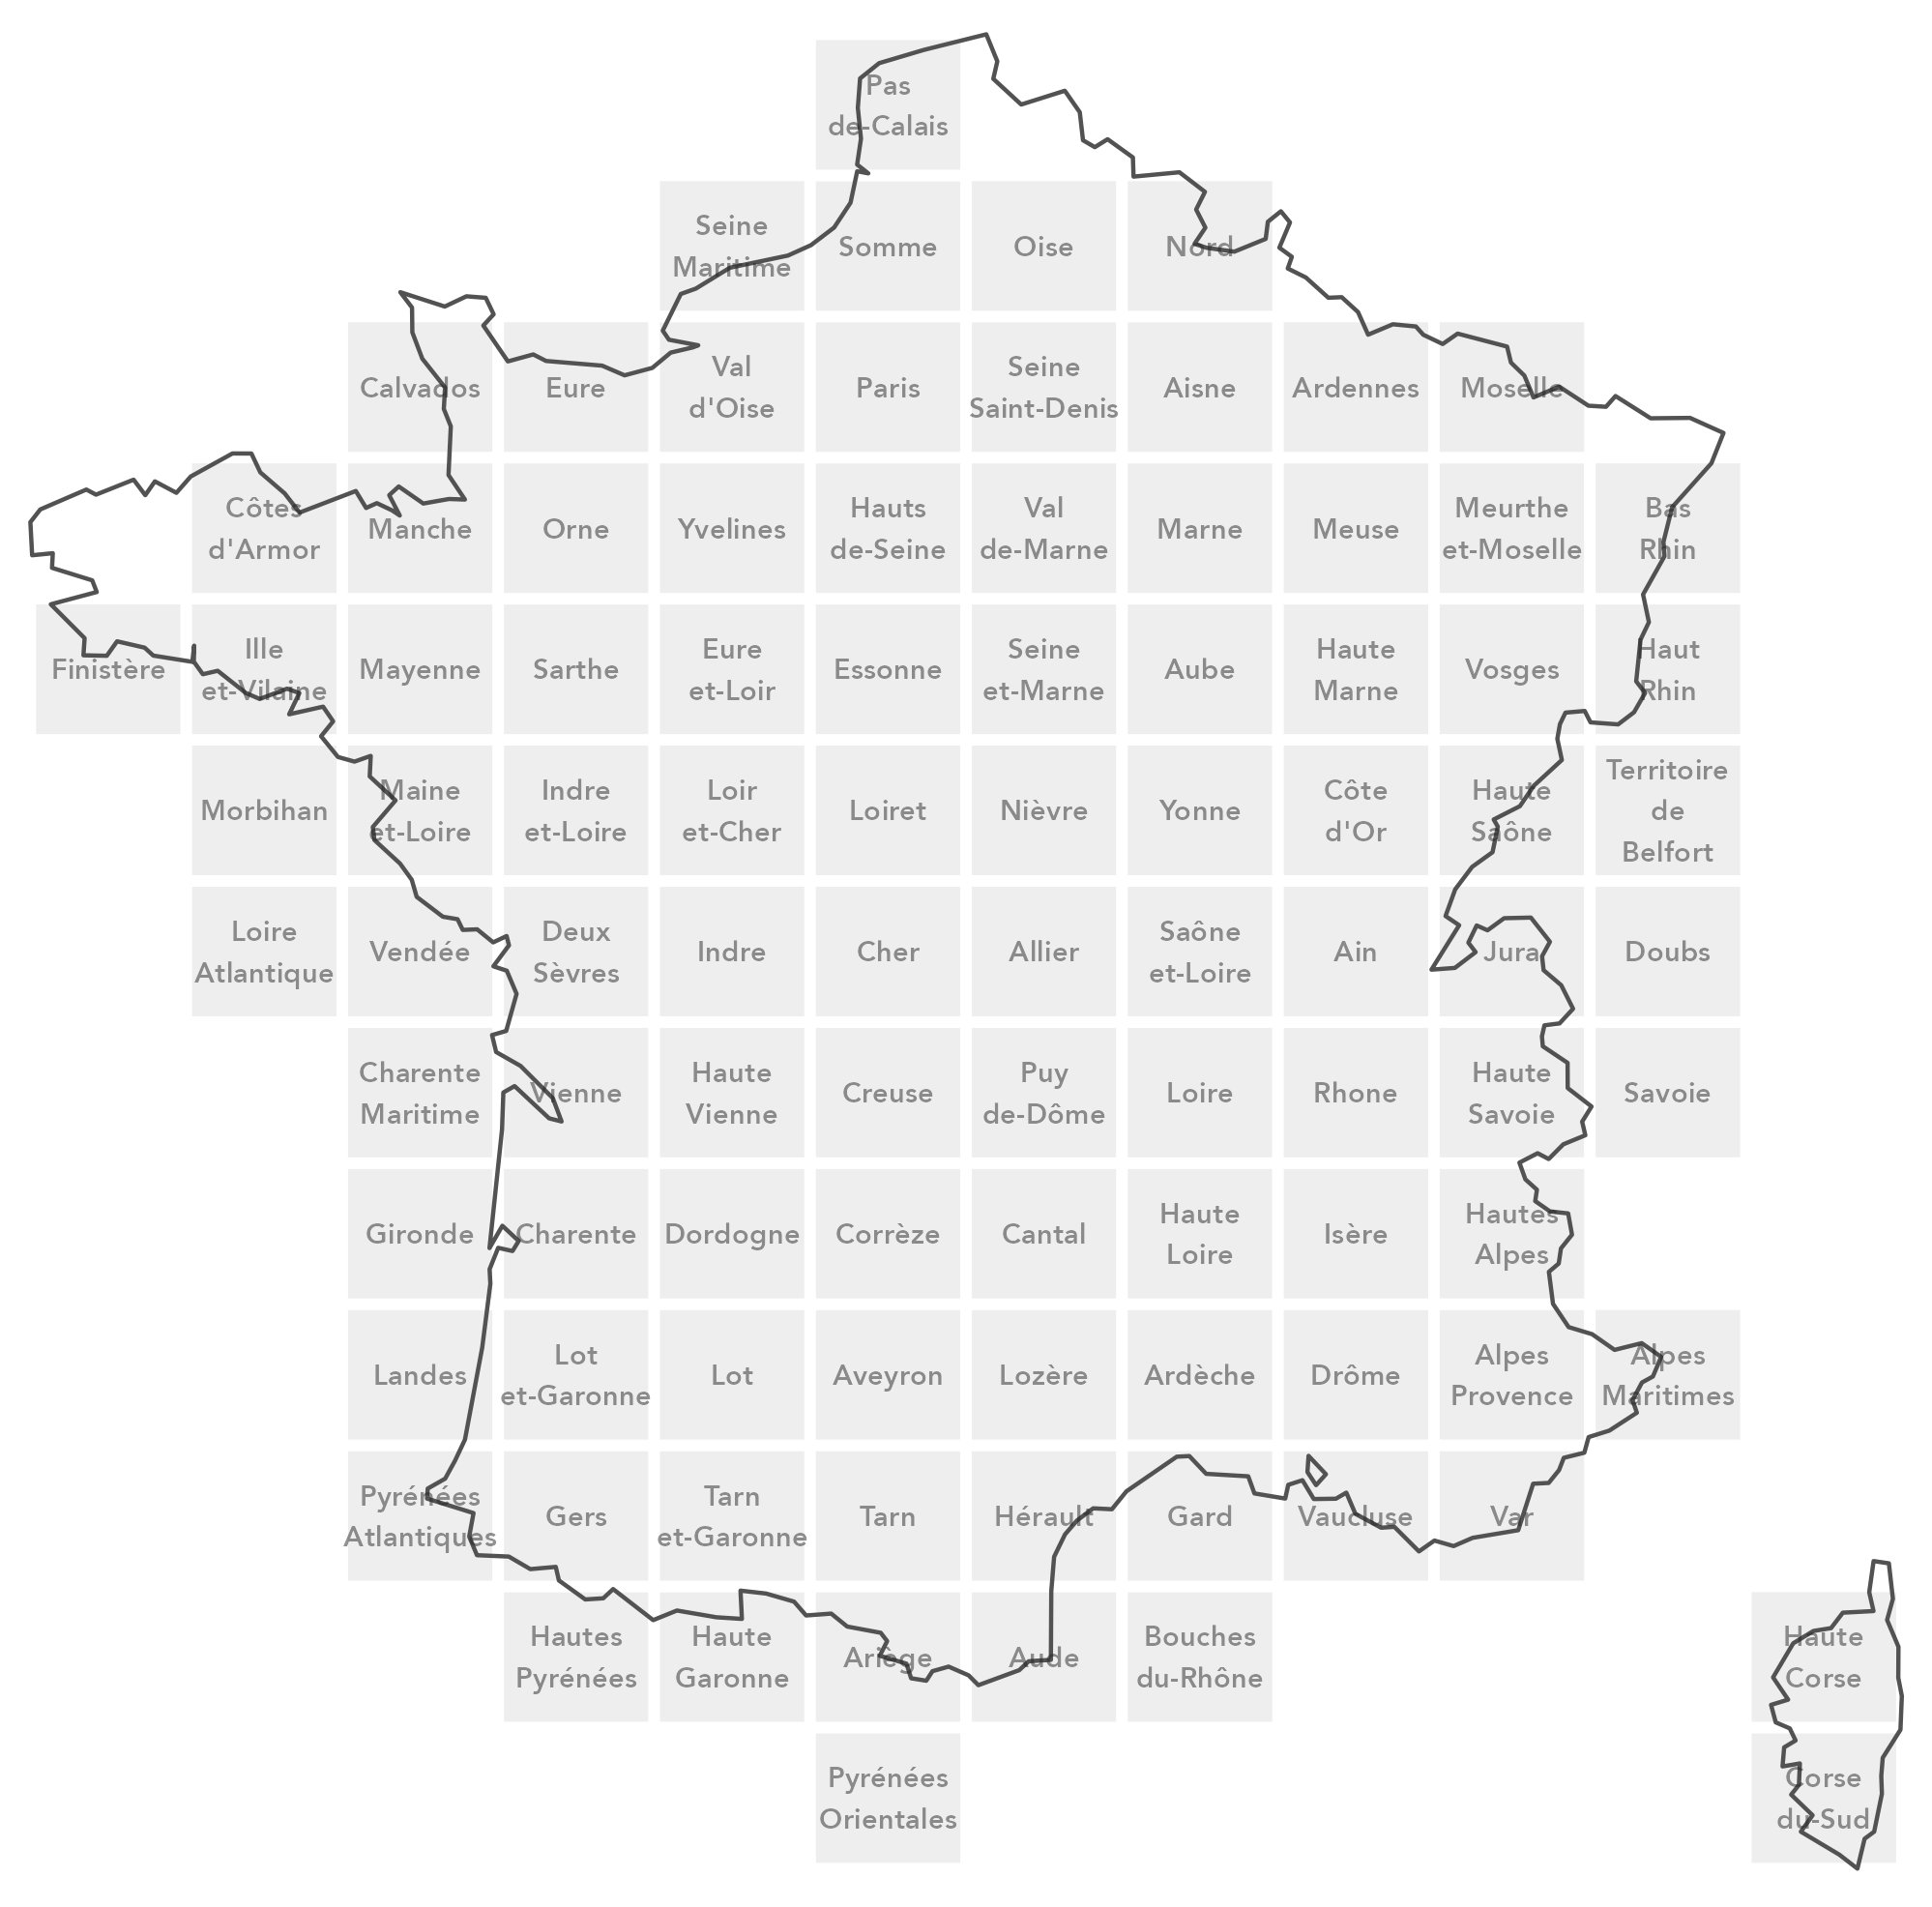 Pas
de-Calais
Seine
Maritime
Somme
Oise
Nord
Calvados
Eure
Val
d'Oise
Paris
Seine
Saint-Denis
Aisne
Ardennes
Moselle
Côtes
d'Armor
Manche
Orne
Yvelines
Hauts
de-Seine
Val
de-Marne
Marne
Meuse
Meurthe
et-Moselle
Bas
Rhin
Finistère
Ille
et-Vilaine
Mayenne
Sarthe
Eure
et-Loir
Essonne
Seine
et-Marne
Aube
Haute
Marne
Vosges
Haut
Rhin
Morbihan
Maine
et-Loire
Indre
et-Loire
Loir
et-Cher
Loiret
Nièvre
Yonne
Côte
d'Or
Haute
Saône
Territoire
de
Belfort
Loire
Atlantique
Vendée
Deux
Sèvres
Indre
Cher
Allier
Saône
et-Loire
Ain
Jura
Doubs
Charente
Maritime
Vienne
Haute
Vienne
Creuse
Puy
de-Dôme
Loire
Rhone
Haute
Savoie
Savoie
Gironde
Charente
Dordogne
Corrèze
Cantal
Haute
Loire
Isère
Hautes
Alpes
Landes
Lot
et-Garonne
Lot
Aveyron
Lozère
Ardèche
Drôme
Alpes
Provence
Alpes
Maritimes
Pyrénées
Atlantiques
Gers
Tarn
et-Garonne
Tarn
Hérault
Gard
Vaucluse
Var
Hautes
Pyrénées
Haute
Garonne
Ariège
Aude
Bouches
du-Rhône
Haute
Corse
Pyrénées
Orientales
Corse
du-Sud